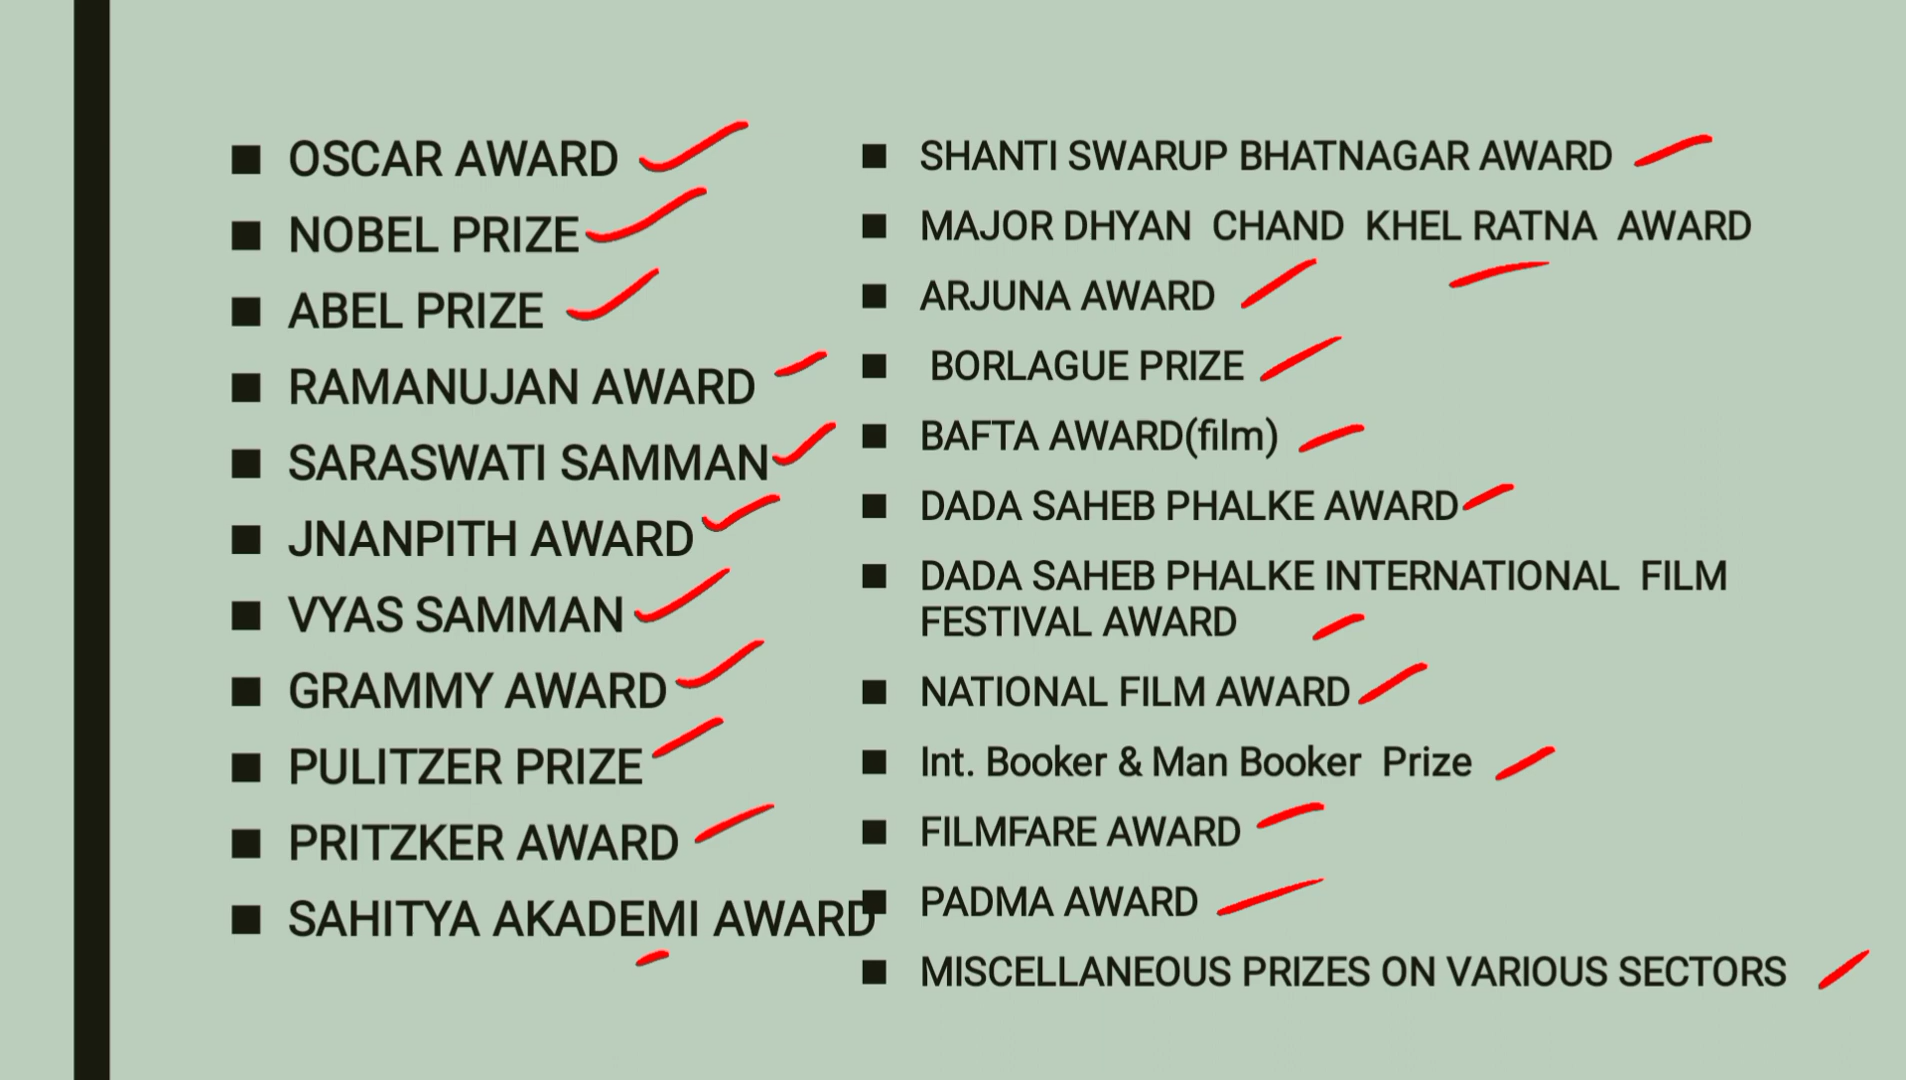 OSCAR AWARD
NOBEL PRIZE
ABEL PRIZE
RAMANUJAN AWARD
SARASWATI SAMMAN
JNANPITH AWARD
VYAS SAMMAN
GRAMMY AWARD
PULITZER PRIZE
PRITZKER AWARD
SAHITYA AKADEMI AWARD
SHANTI SWARUP BHATNAGAR AWARD
MAJOR DHYAN CHAND KHEL RATNA AWARD
ARJUNA AWARD
BORLAGUE PRIZE
BAFTA AWARD(film)
DADA SAHEB PHALKE AWARD
DADA SAHEB PHALKE INTERNATIONAL FILM
FESTIVAL AWARD
NATIONAL FILM AWARD
Int. Booker & Man Booker Prize
FILMFARE AWARD
PADMA AWARD
MISCELLANEOUS PRIZES ON VARIOUS SECTORS